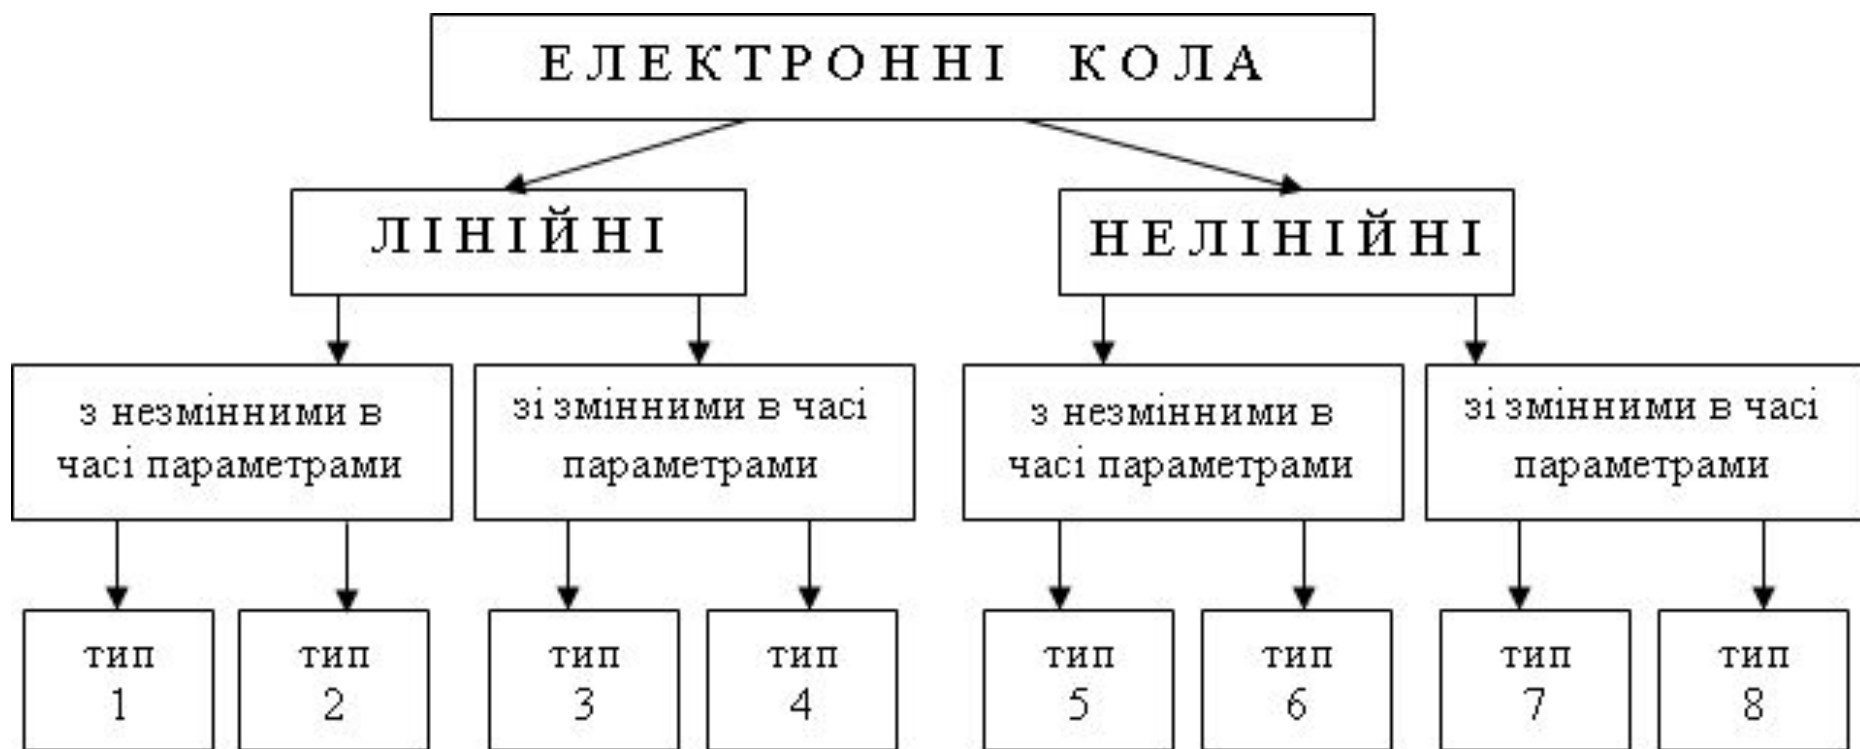 ЕЛЕКТРОННІ КОЛА
ЛІНІЙНІ
НЕЛІНІЙНІ
з незмінними в
часі параметрами
зі змінними в часі
параметрами
з незмінними в
часі параметрами
зі змінними в часі
параметрами
тип
1
тип
2
тип
3
тип
4
тип
5
тип
6
тип
7
тип
8